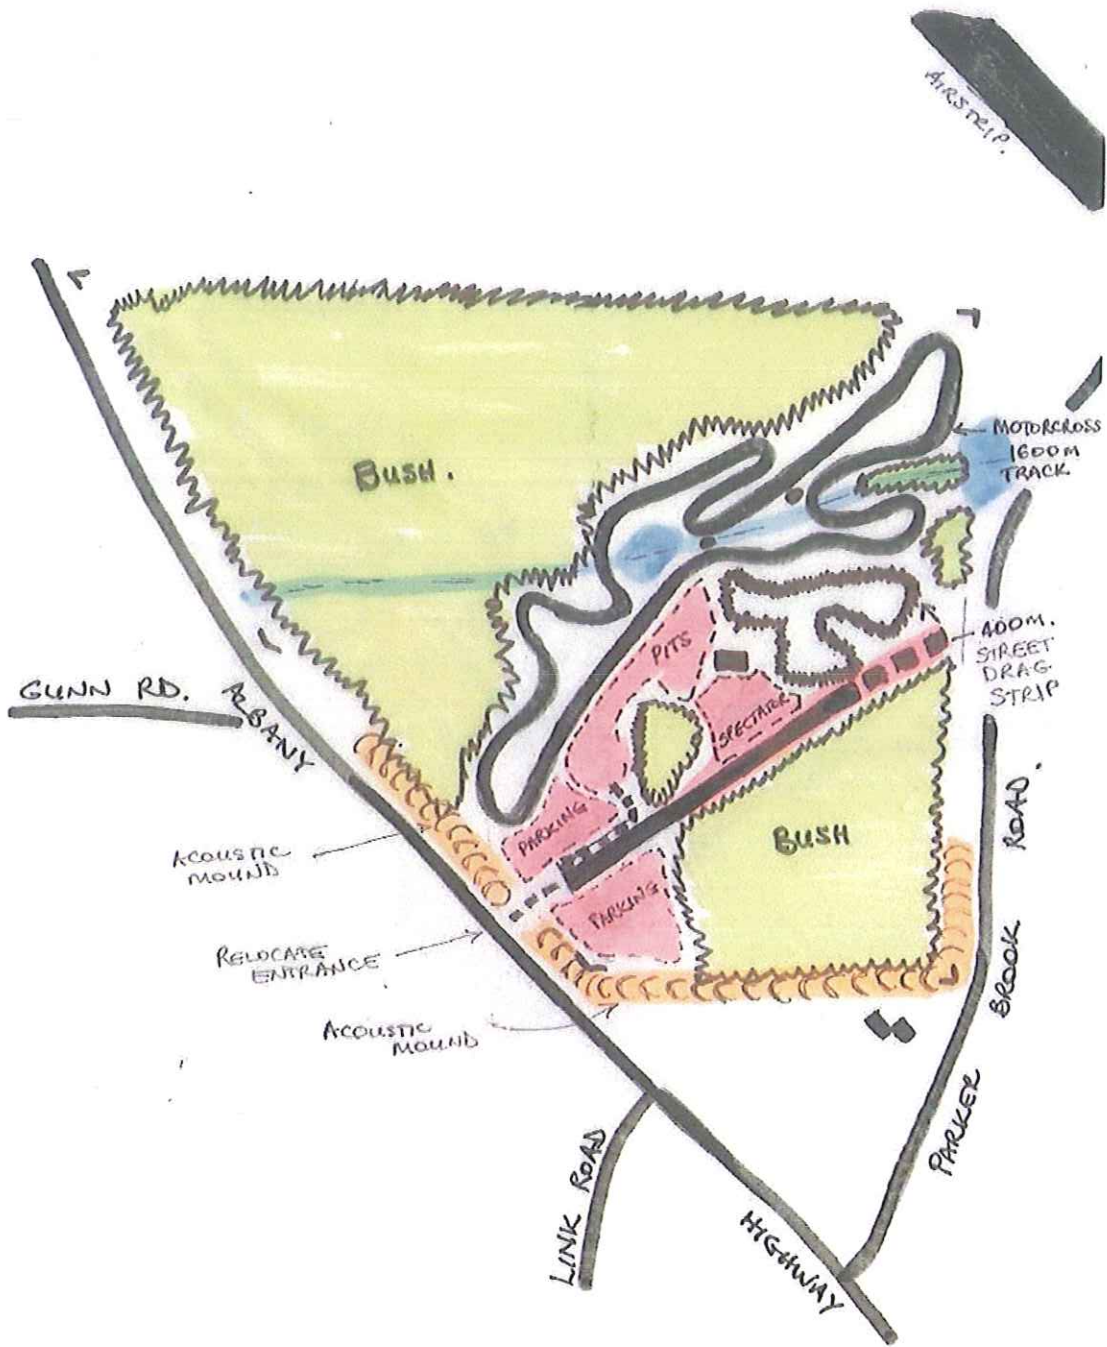 AIRSTRIP.
MOTORCROSS
1600M
TRACK
BUSH.
400M.
STREET
DRAG
STRIP
PITS
GUNN RD.
ALBANY
SPECTATOR
PARKING
BUSH
ACOUSTIC
MOUND
PARKING
RELOCATE
ENTRANCE
ACOUSTIC
MOUND
PARKER BROOK ROAD.
LINK ROAD
HIGHWAY